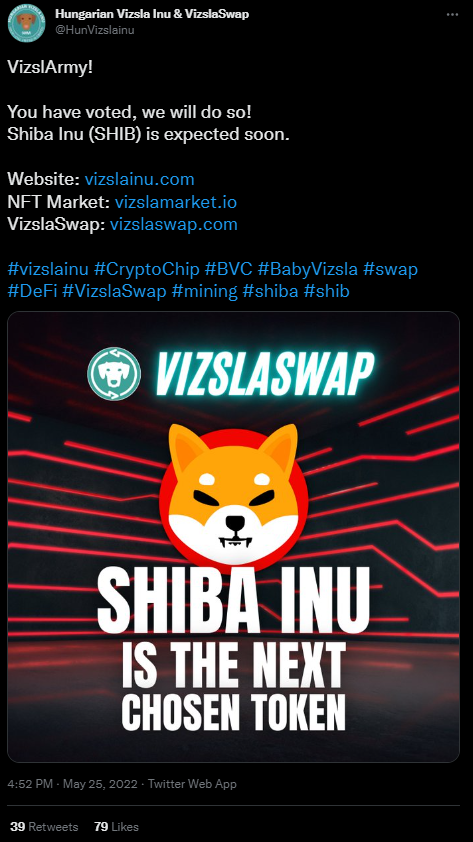 Hungarian Vizsla Inu & VizslaSwap
@HunVizslainu
VizslArmy!
You have voted, we will do so!
Shiba Inu (SHIB) is expected soon.
Website: vizslainu.com
NFT Market: vizslamarket.io
VizslaSwap: vizslaswap.com
#vizslainu #CryptoChip #BVC #BabyVizsla #swap
#DeFi #VizslaSwap #mining #shiba #shib
VIZSLASWAP
SHIBA INU
IS THE NEXT
CHOSEN TOKEN
4:52 PM · May 25, 2022 · Twitter Web App
39 Retweets 79 Likes